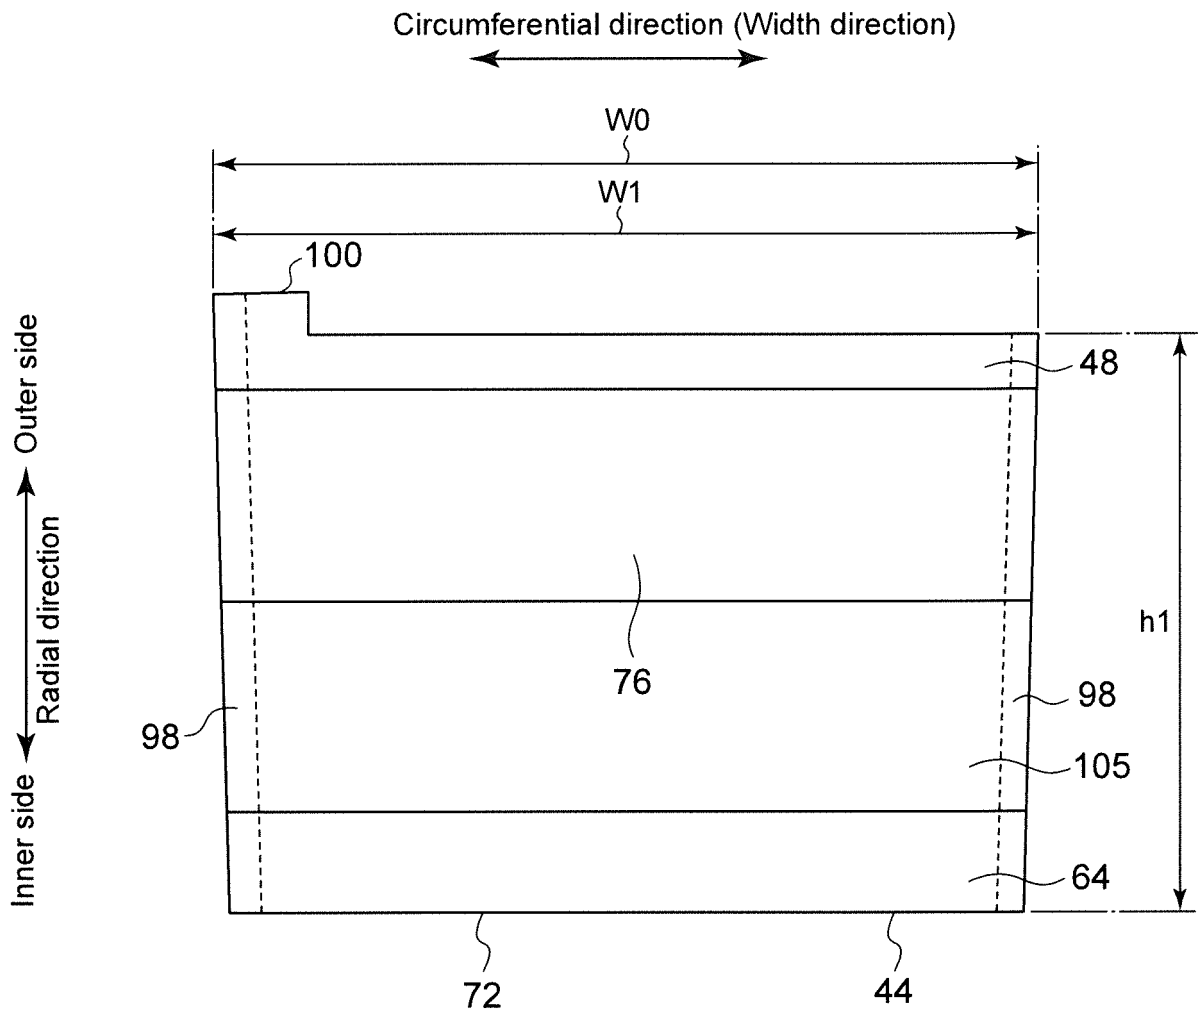 Circumferential direction (Width direction)
W0
W1
100
48
Outer side
Radial direction
Inner side
h1
76
98
98
105
64
72
44